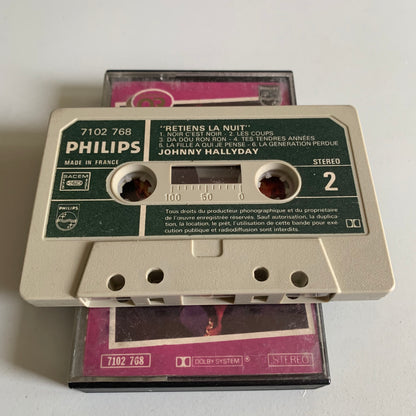 7102 768
PHILIPS
MADE IN FRANCE
SACEM
"RETIENS LA NUIT"
1. NOIR C'EST NOIR - 2. LES COUPS
3. DA DOU RON RON - 4. TES TENDRES ANNÉES
5. LA FILLE A QUI JE PENSE - 6. LA GENERATION PERDUE
JOHNNY HALLYDAY
STEREO
2
100 50 0
PHILIPS
Tous droits du producteur phonographique et du propriétaire
de l'œuvre enregistrée réservés. Sauf autorisation, la duplica-
tion, la location, le prêt, l'utilisation de cette bande pour exé-
cution publique et radiodiffusion sont interdits.
7102 768
DOLBY SYSTEM ®
STEREO